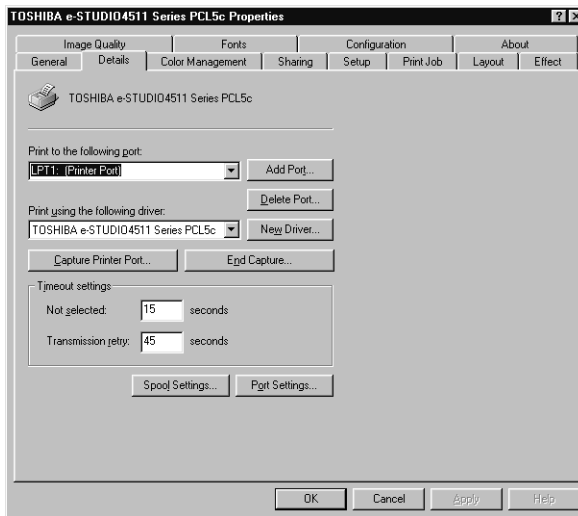 TOSHIBA e-STUDIO4511 Series PCL5c Properties
Image Quality Fonts Configuration About
General Details Color Management Sharing Setup Print Job Layout Effect
TOSHIBA e-STUDIO4511 Series PCL5c
Print to the following port:
LPT1: (Printer Port) Add Port...
Delete Port...
Print using the following driver:
TOSHIBA e-STUDIO4511 Series PCL5c New Driver...
Capture Printer Port... End Capture...
Timeout settings
Not selected: 15 seconds
Transmission retry: 45 seconds
Spool Settings... Port Settings...
OK Cancel Apply Help